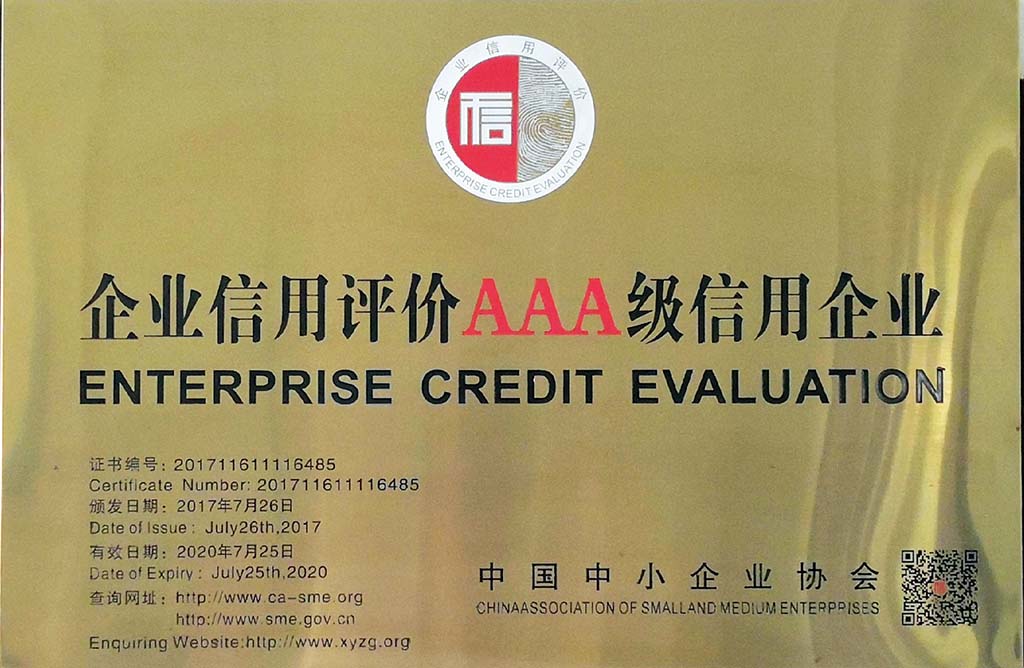 企业信用评价
信
ENTERPRISE CREDIT EVALUATION
企业信用评价AAA级信用企业
ENTERPRISE CREDIT EVALUATION
证书编号: 201711611116485
Certificate Number: 201711611116485
颁发日期: 2017年7月26日
Date of Issue: July26th,2017
有效日期: 2020年7月25日
Date of Expiry: July25th,2020
查询网址: http://www.ca-sme.org
http://www.sme.gov.cn
Enquiring Website:http://www.xyzg.org
中国中小企业协会
CHINAASSOCIATION OF SMALLAND MEDIUM ENTERPRISES